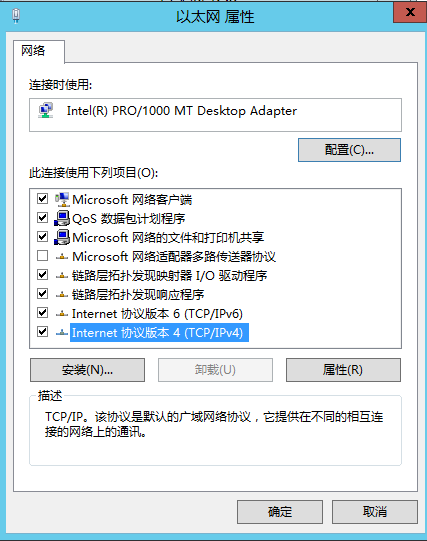 以太网 属性
网络
连接时使用:
Intel(R) PRO/1000 MT Desktop Adapter
配置(C)...
此连接使用下列项目(O):
Microsoft 网络客户端
QoS 数据包计划程序
Microsoft 网络的文件和打印机共享
Microsoft 网络适配器多路传送器协议
链路层拓扑发现映射器 I/O 驱动程序
链路层拓扑发现响应程序
Internet 协议版本 6 (TCP/IPv6)
Internet 协议版本 4 (TCP/IPv4)
安装(N)... 卸载(U) 属性(R)
描述
TCP/IP。该协议是默认的广域网络协议，它提供在不同的相互连
接的网络上的通讯。
确定 取消